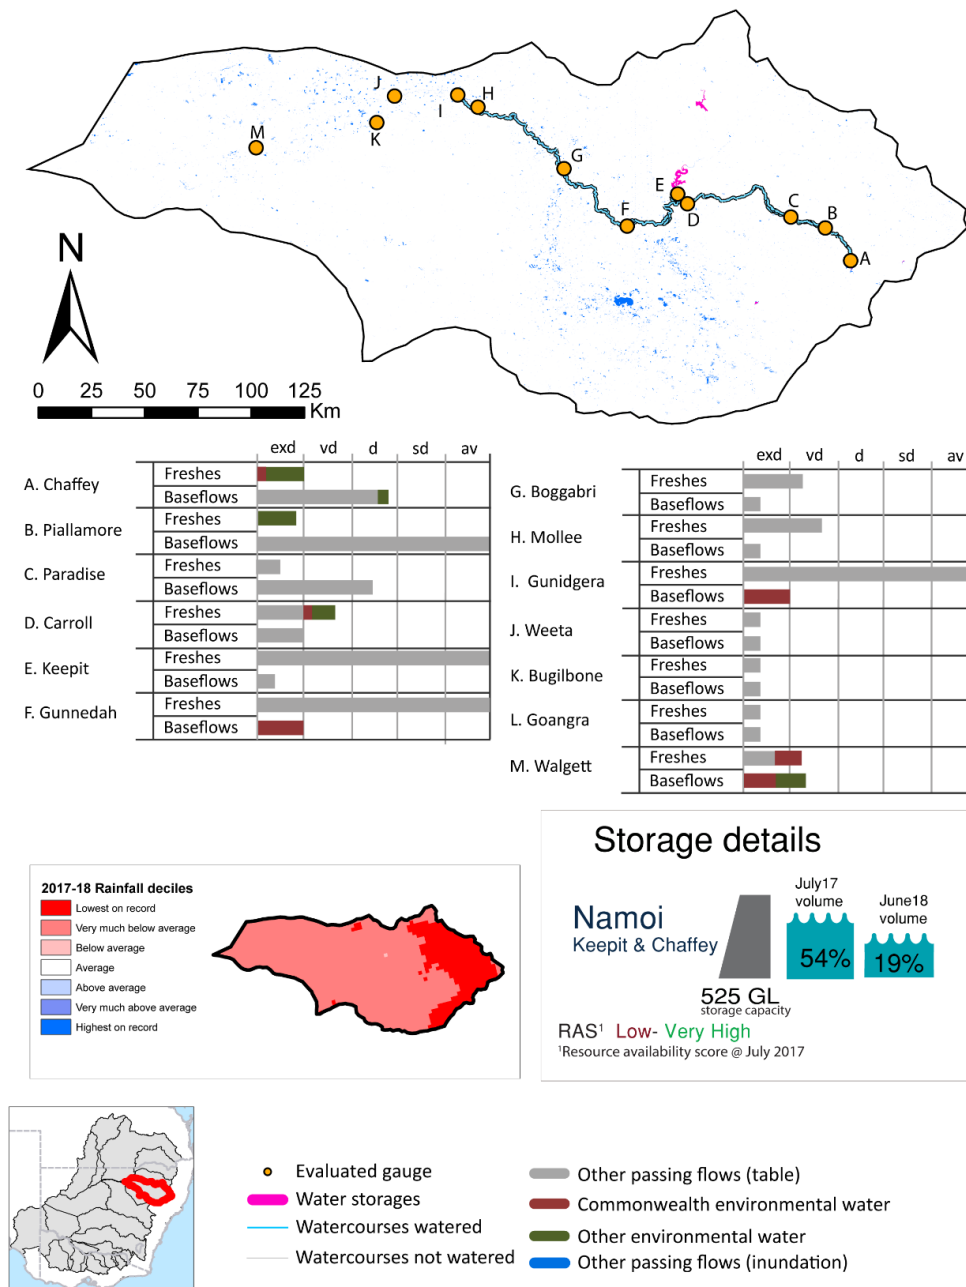 J
H
I
K
M
G
E
D
C
B
F
A
N
0 25 50 75 100 125
Km
exd vd d sd av
A. Chaffey
Freshes
Baseflows
B. Piallamore
Freshes
Baseflows
C. Paradise
Freshes
Baseflows
D. Carroll
Freshes
Baseflows
E. Keepit
Freshes
Baseflows
F. Gunnedah
Freshes
Baseflows
exd vd d sd av
G. Boggabri
Freshes
Baseflows
H. Mollee
Freshes
Baseflows
I. Gunidgera
Freshes
Baseflows
J. Weeta
Freshes
Baseflows
K. Bugilbone
Freshes
Baseflows
L. Goangra
Freshes
Baseflows
M. Walgett
Freshes
Baseflows
2017-18 Rainfall deciles
Lowest on record
Very much below average
Below average
Average
Above average
Very much above average
Highest on record
Storage details
Namoi
Keepit & Chaffey
July17
volume
54%
June18
volume
19%
525 GL
storage capacity
RAS¹ Low- Very High
¹Resource availability score @ July 2017
Evaluated gauge
Water storages
Watercourses watered
Watercourses not watered
Other passing flows (table)
Commonwealth environmental water
Other environmental water
Other passing flows (inundation)